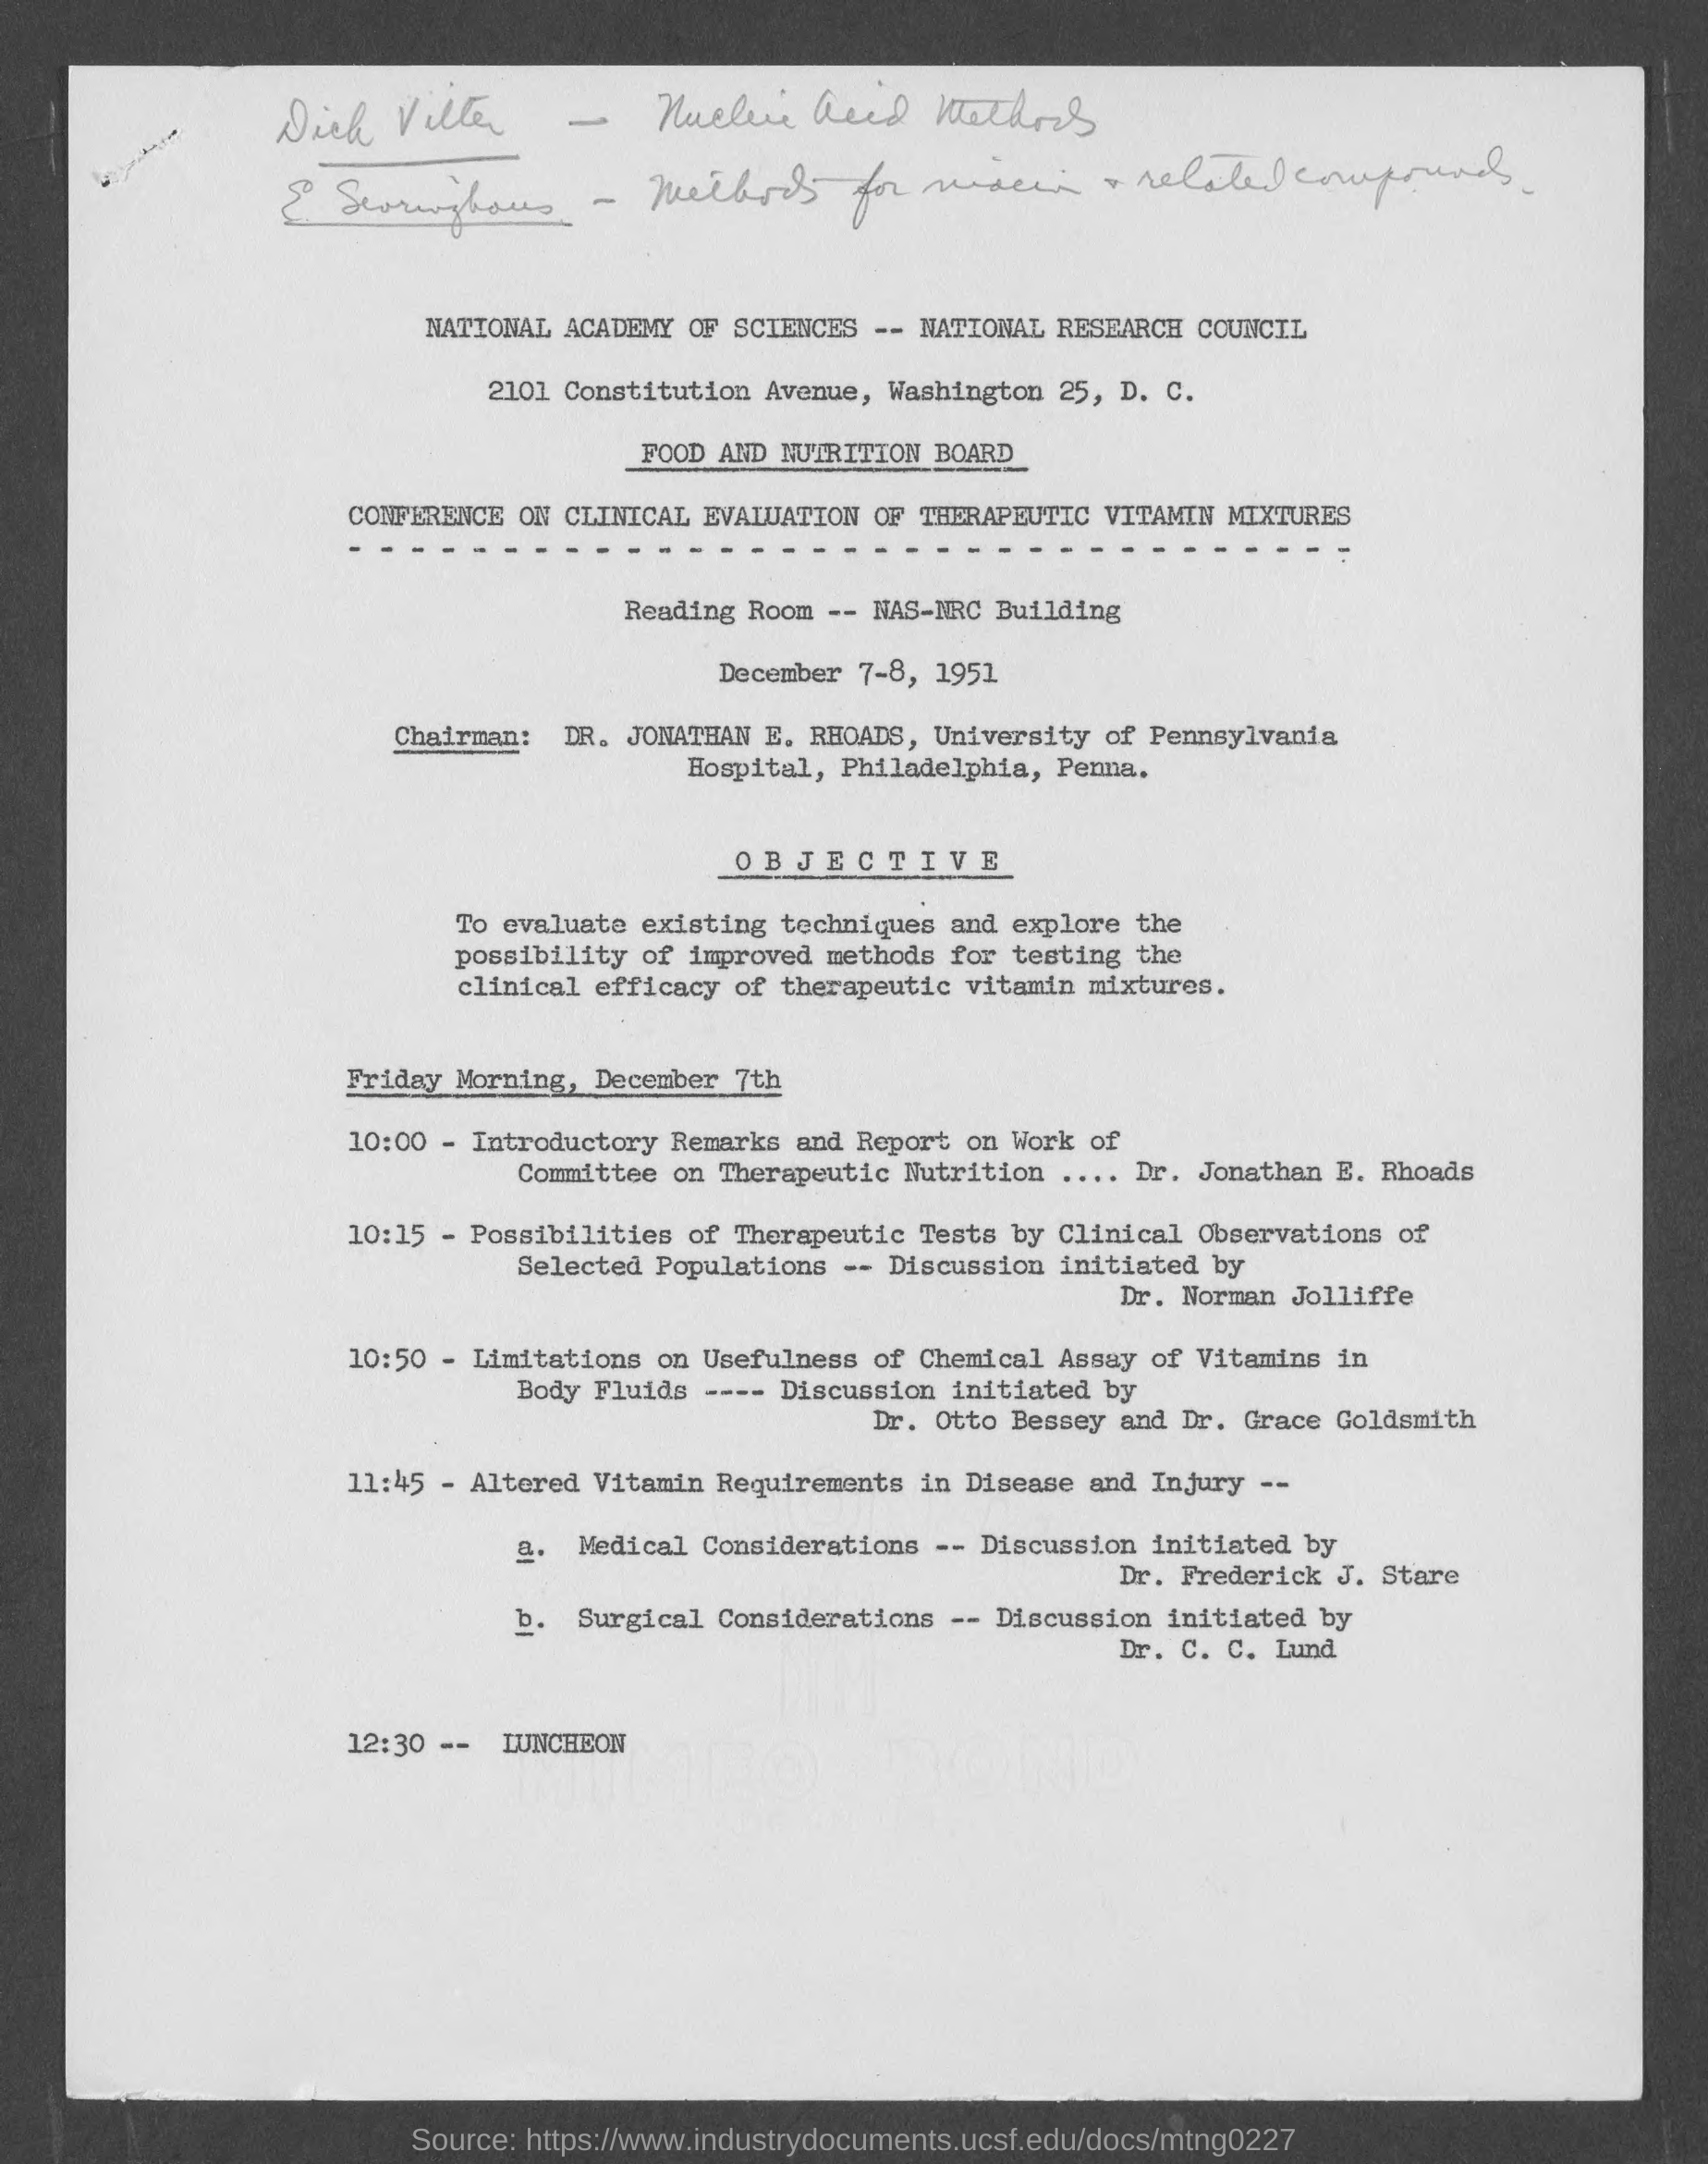 Dick Vilter — Nucleic Acid Methods
E Sevringhaus - Methods for niacin + related compounds.
NATIONAL ACADEMY OF SCIENCES -- NATIONAL RESEARCH COUNCIL
2101 Constitution Avenue, Washington 25, D. C.
FOOD AND NUTRITION BOARD
CONFERENCE ON CLINICAL EVALUATION OF THERAPEUTIC VITAMIN MIXTURES
Reading Room -- NAS-NRC Building
December 7-8, 1951
Chairman: DR. JONATHAN E. RHOADS, University of Pennsylvania
Hospital, Philadelphia, Penna.
O B J E C T I V E
To evaluate existing techniques and explore the
possibility of improved methods for testing the
clinical efficacy of therapeutic vitamin mixtures.
Friday Morning, December 7th
10:00 - Introductory Remarks and Report on Work of
Committee on Therapeutic Nutrition .... Dr. Jonathan E. Rhoads
10:15 - Possibilities of Therapeutic Tests by Clinical Observations of
Selected Populations -- Discussion initiated by
Dr. Norman Jolliffe
10:50 - Limitations on Usefulness of Chemical Assay of Vitamins in
Body Fluids ---- Discussion initiated by
Dr. Otto Bessey and Dr. Grace Goldsmith
11:45 - Altered Vitamin Requirements in Disease and Injury --
a. Medical Considerations -- Discussion initiated by
Dr. Frederick J. Stare
b. Surgical Considerations -- Discussion initiated by
Dr. C. C. Lund
12:30 -- LUNCHEON
Source: https://www.industrydocuments.ucsf.edu/docs/mtng0227